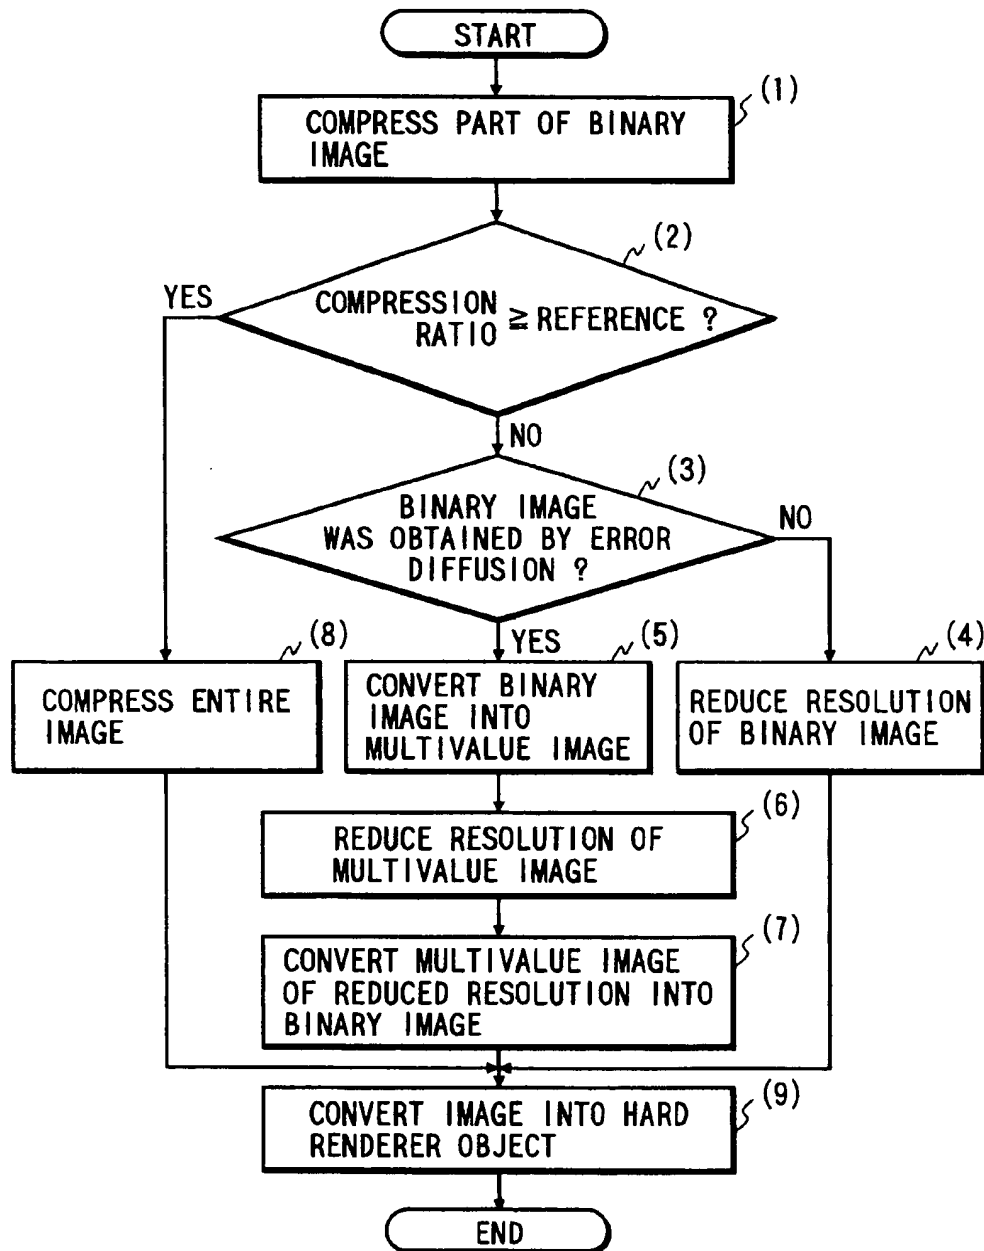 START
(1)
COMPRESS PART OF BINARY
IMAGE
(2)
YES
COMPRESSION
RATIO ≧ REFERENCE ?
NO
(3)
BINARY IMAGE
WAS OBTAINED BY ERROR
DIFFUSION ?
NO
YES
(8)
COMPRESS ENTIRE
IMAGE
(5)
CONVERT BINARY
IMAGE INTO
MULTIVALUE IMAGE
(4)
REDUCE RESOLUTION
OF BINARY IMAGE
(6)
REDUCE RESOLUTION OF
MULTIVALUE IMAGE
(7)
CONVERT MULTIVALUE IMAGE
OF REDUCED RESOLUTION INTO
BINARY IMAGE
(9)
CONVERT IMAGE INTO HARD
RENDERER OBJECT
END